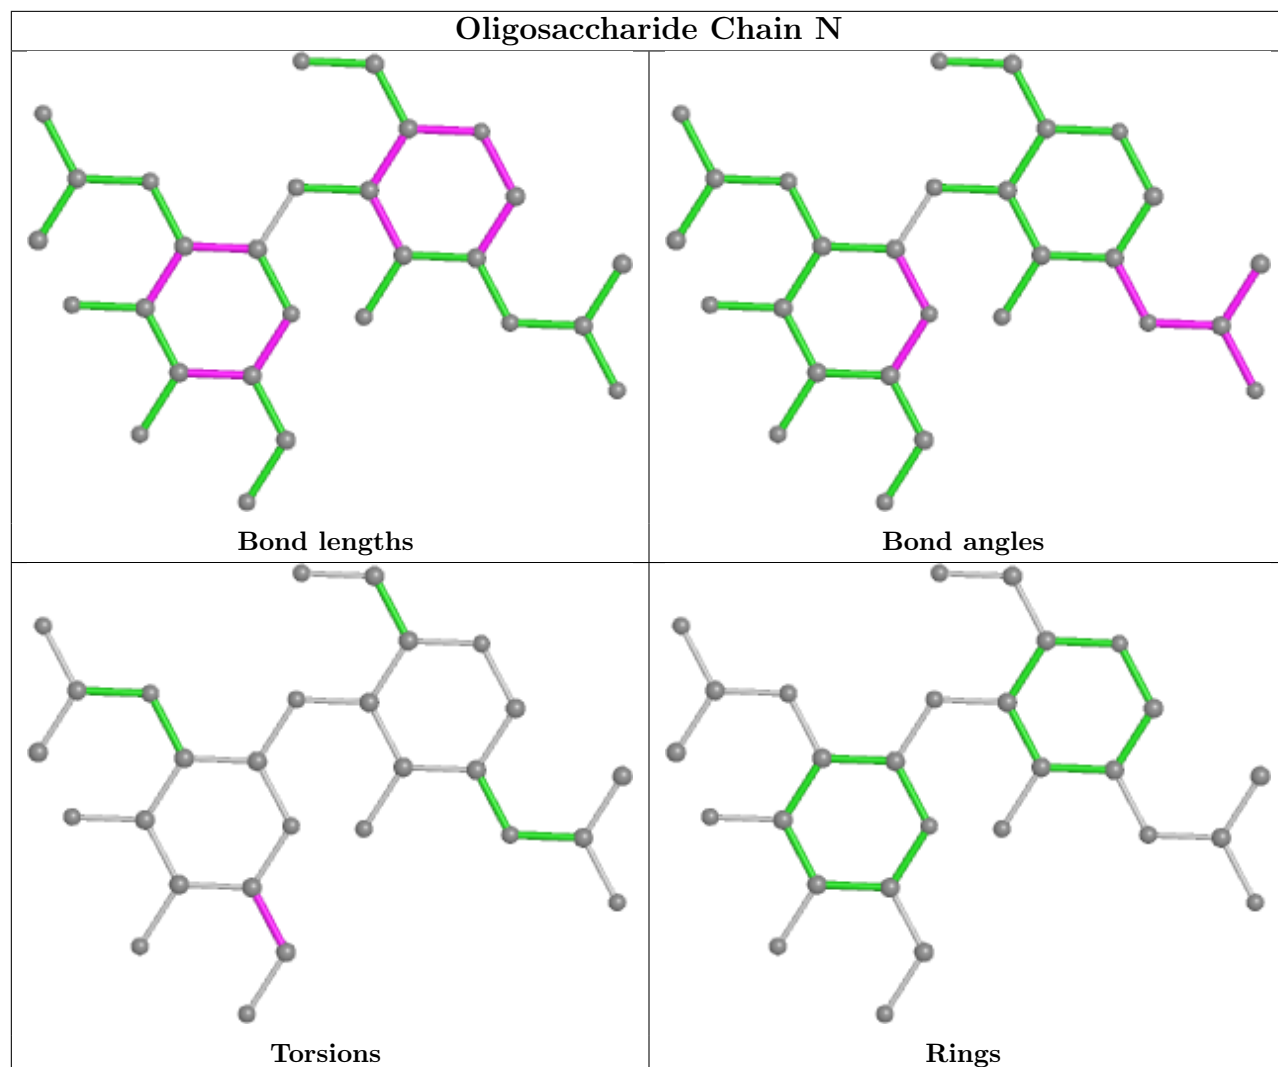 Oligosaccharide Chain N
Bond lengths
Bond angles
Torsions
Rings